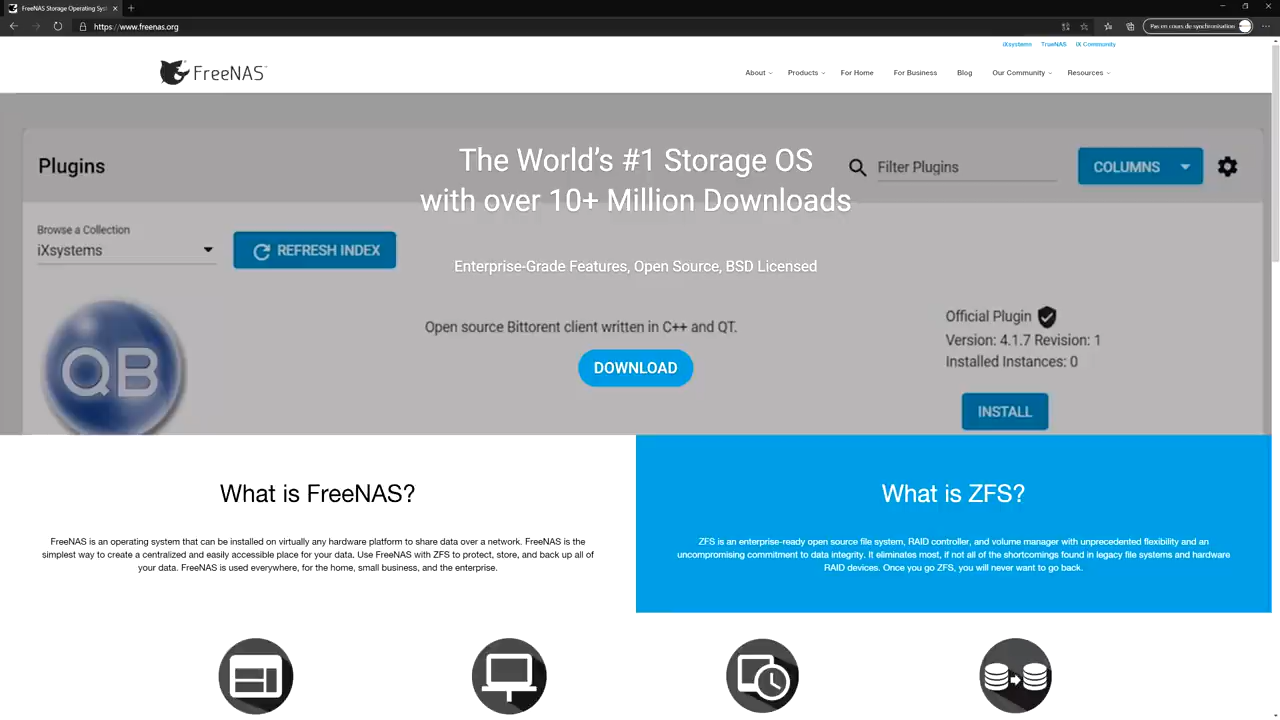 FreeNAS Storage Operating Syst
https://www.freenas.org
Pas en cours de synchronisation
iXsystems TrueNAS iX Community
FreeNAS
About Products For Home For Business Blog Our Community Resources
The World's #1 Storage OS
with over 10+ Million Downloads
Plugins
Filter Plugins
COLUMNS
Browse a Collection
iXsystems
REFRESH INDEX
Enterprise-Grade Features, Open Source, BSD Licensed
QB
Open source Bittorent client written in C++ and QT.
Official Plugin
Version: 4.1.7 Revision: 1
Installed Instances: 0
DOWNLOAD
INSTALL
What is FreeNAS?
FreeNAS is an operating system that can be installed on virtually any hardware platform to share data over a network. FreeNAS is the
simplest way to create a centralized and easily accessible place for your data. Use FreeNAS with ZFS to protect, store, and back up all of
your data. FreeNAS is used everywhere, for the home, small business, and the enterprise.
What is ZFS?
ZFS is an enterprise-ready open source file system, RAID controller, and volume manager with unprecedented flexibility and an
uncompromising commitment to data integrity. It eliminates most, if not all of the shortcomings found in legacy file systems and hardware
RAID devices. Once you go ZFS, you will never want to go back.